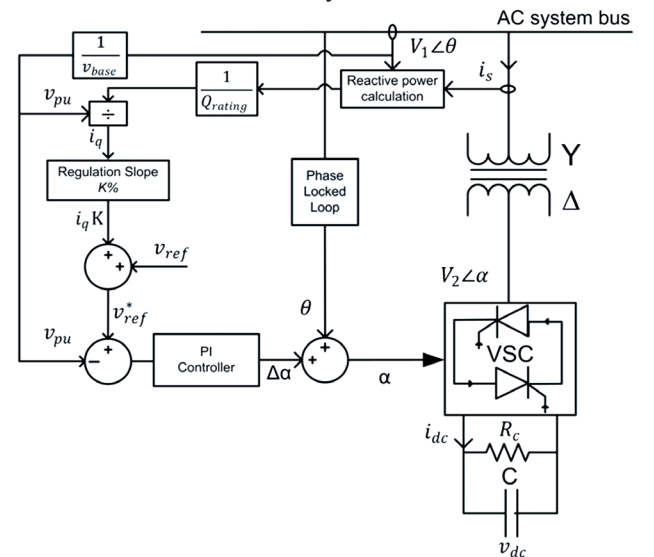 AC system bus
1
v_base
V₁∠θ
i_s
1
Q_rating
Reactive power
calculation
v_pu
÷
i_q
Y
Δ
Regulation Slope
K%
Phase
Locked
Loop
i_q K
+
+
v_ref
V₂∠α
v*_ref
θ
v_pu
+
−
PI
Controller
Δα
+
+
α
VSC
i_dc
R_c
C
v_dc